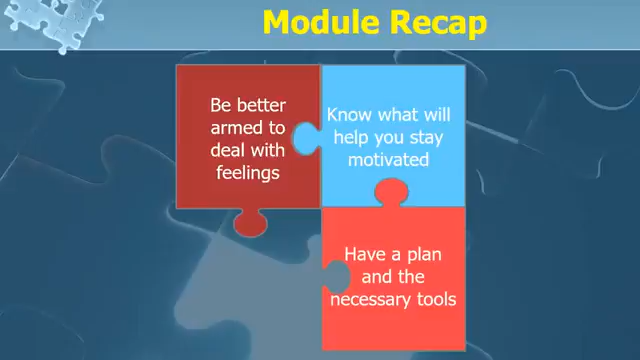 Module Recap
Be better
armed to
deal with
feelings
Know what will
help you stay
motivated
Have a plan
and the
necessary tools